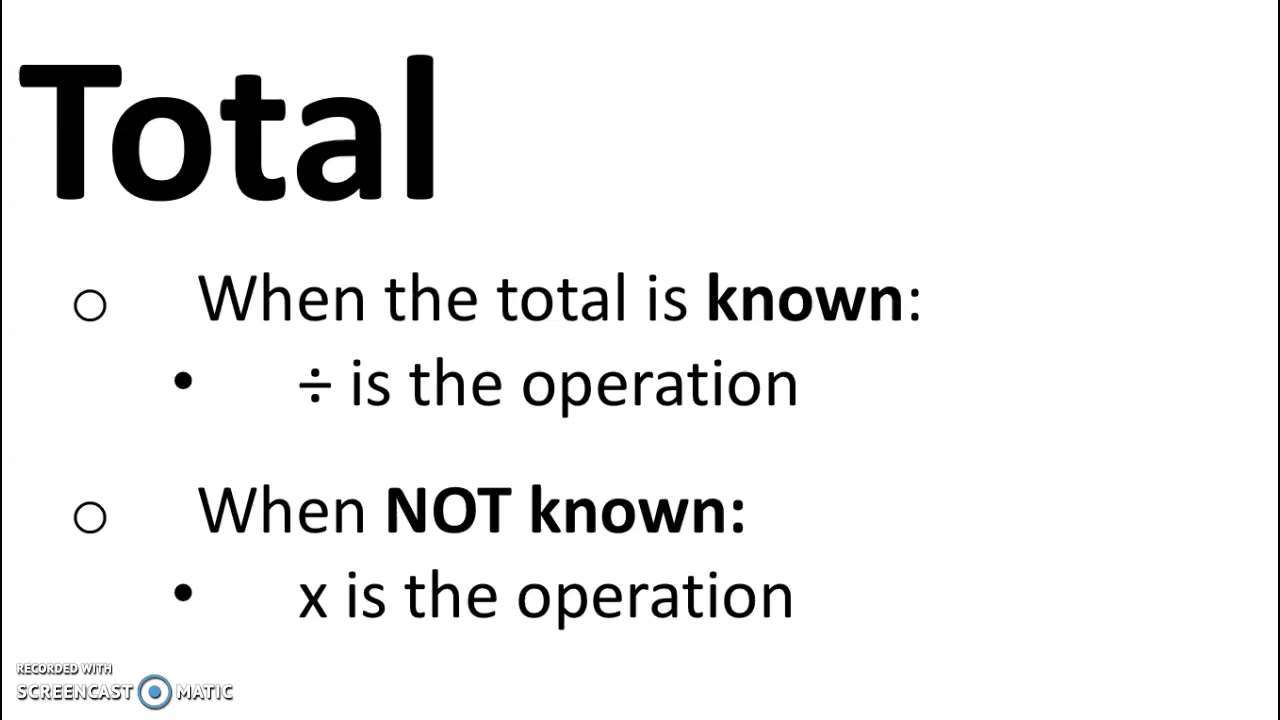 Total
o When the total is known:
• ÷ is the operation
o When NOT known:
• x is the operation
RECORDED WITH
SCREENCAST MATIC